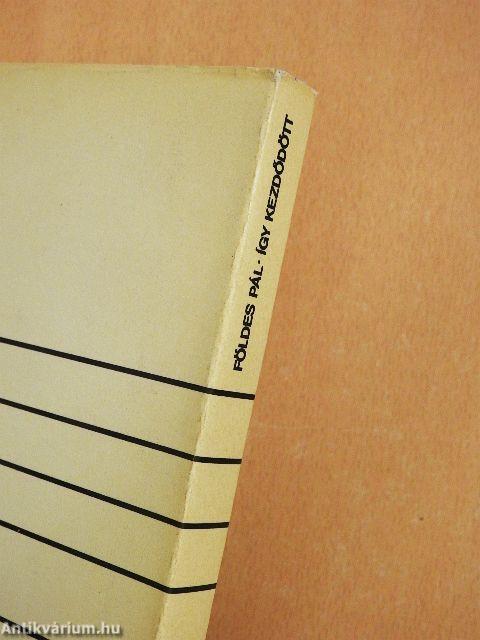 FÖLDES PÁL - ÍGY KEZDŐDÖTT
Antikvárium.hu